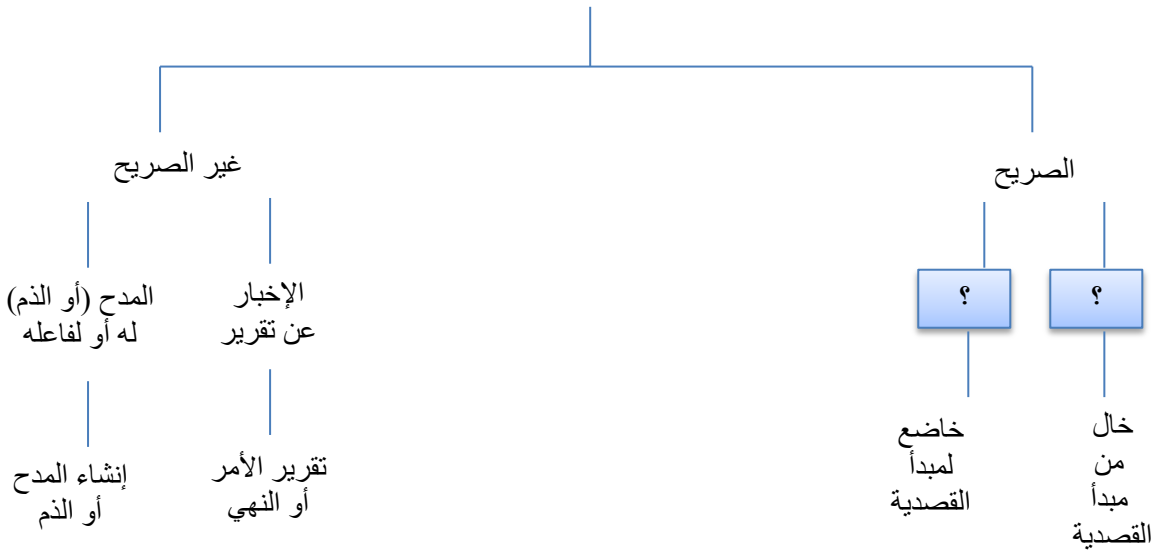 الصريح
غير الصريح
؟
؟
الإخبار
عن تقرير
المدح (أو الذم)
له أو لفاعله
خال
من
مبدأ
القصدية
خاضع
لمبدأ
القصدية
تقرير الأمر
أو النهي
إنشاء المدح
أو الذم